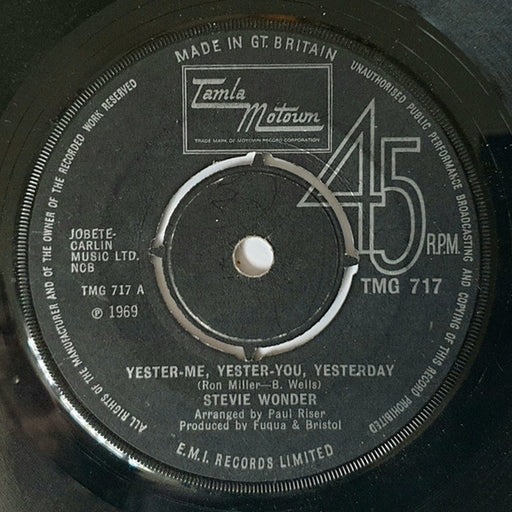 MADE IN GT. BRITAIN
UNAUTHORISED PUBLIC PERFORMANCE BROADCASTING AND COPYING OF THIS RECORD PROHIBITED
ALL RIGHTS OF THE MANUFACTURER AND OF THE OWNER OF THE RECORDED WORK RESERVED
Tamla
Motown
TRADE MARK OF MOTOWN RECORD CORPORATION
45 R.P.M.
TMG 717
JOBETE-
CARLIN
MUSIC LTD.
NCB
TMG 717 A
℗ 1969
YESTER-ME, YESTER-YOU, YESTERDAY
(Ron Miller—B. Wells)
STEVIE WONDER
Arranged by Paul Riser
Produced by Fuqua & Bristol
E.M.I. RECORDS LIMITED